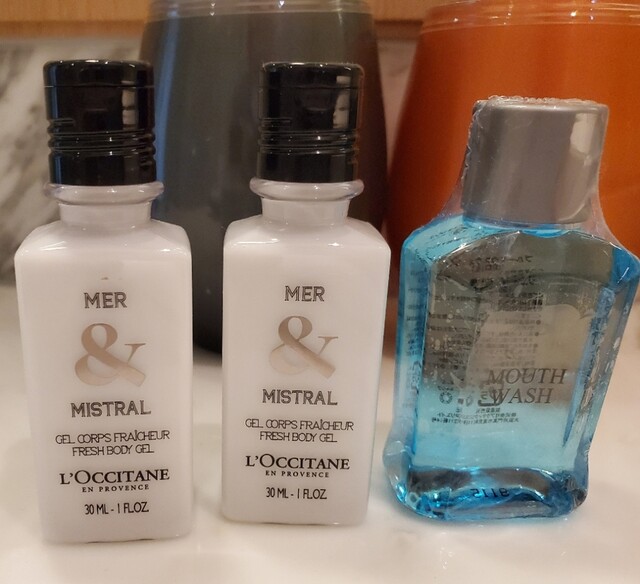 MER
&
MISTRAL
GEL CORPS FRAÎCHEUR
FRESH BODY GEL
L'OCCITANE
EN PROVENCE
30 ML - 1 FL.OZ.
MER
&
MISTRAL
GEL CORPS FRAÎCHEUR
FRESH BODY GEL
L'OCCITANE
EN PROVENCE
30 ML - 1 FL.OZ.
MOUTH
WASH